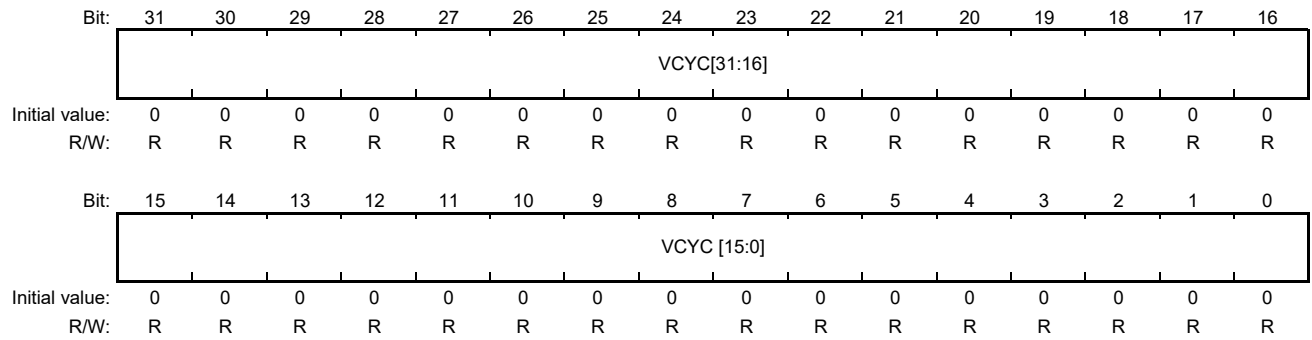 Bit: 31 30 29 28 27 26 25 24 23 22 21 20 19 18 17 16
VCYC[31:16]
Initial value: 0 0 0 0 0 0 0 0 0 0 0 0 0 0 0 0
R/W: R R R R R R R R R R R R R R R R
Bit: 15 14 13 12 11 10 9 8 7 6 5 4 3 2 1 0
VCYC [15:0]
Initial value: 0 0 0 0 0 0 0 0 0 0 0 0 0 0 0 0
R/W: R R R R R R R R R R R R R R R R